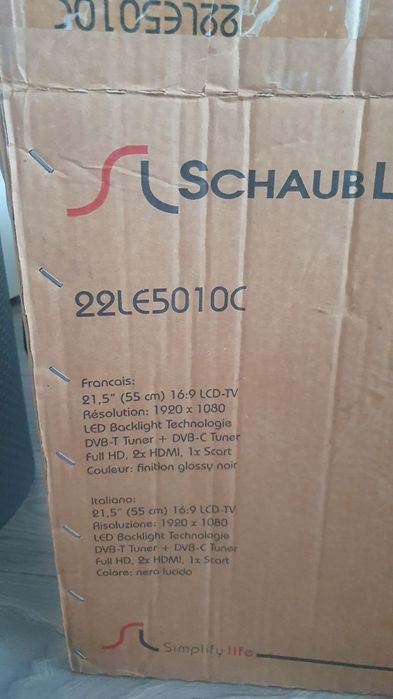 22LE5010C
SL SCHAUB L
22LE5010C
Francais:
21,5" (55 cm) 16:9 LCD-TV
Résolution: 1920 x 1080
LED Backlight Technologie
DVB-T Tuner + DVB-C Tuner
Full HD, 2x HDMI, 1x Scart
Couleur: finition glossy noir
Italiano:
21,5" (55 cm) 16:9 LCD-TV
Risoluzione: 1920 x 1080
LED Backlight Technologie
DVB-T Tuner + DVB-C Tuner
Full HD, 2x HDMI, 1x Scart
Colore: nero lucido
SL Simplify life